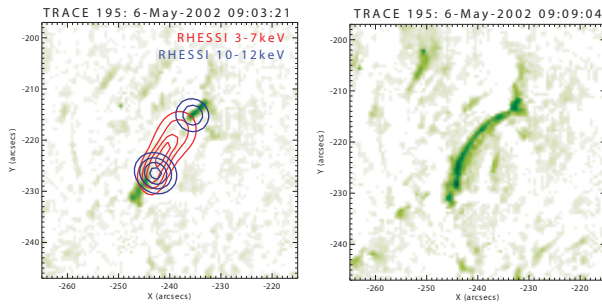 TRACE 195: 6-May-2002 09:03:21
RHESSI 3-7keV
RHESSI 10-12keV
-200
-210
-220
-230
-240
Y (arcsecs)
-260 -250 -240 -230 -220
X (arcsecs)
TRACE 195: 6-May-2002 09:09:04
-200
-210
-220
-230
-240
Y (arcsecs)
-260 -250 -240 -230 -220
X (arcsecs)